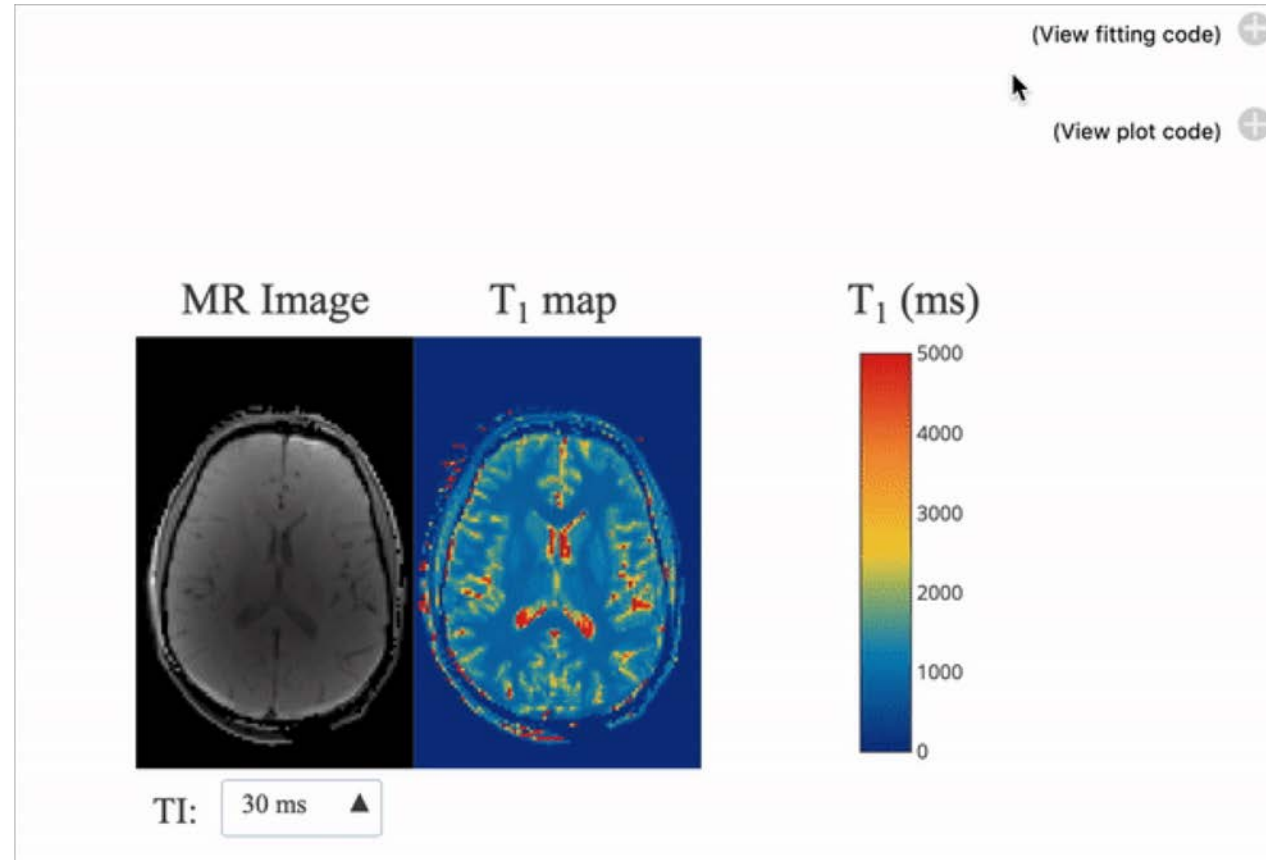 (View fitting code)
(View plot code)
MR Image
T₁ map
T₁ (ms)
5000
4000
3000
2000
1000
0
TI:
30 ms ▲